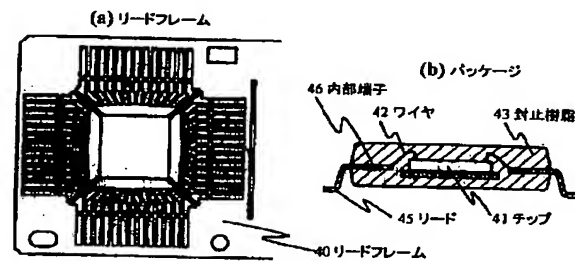 (a) リードフレーム
(b) パッケージ
46 内部端子
42 ワイヤ
43 封止樹脂
45 リード
41 チップ
40 リードフレーム